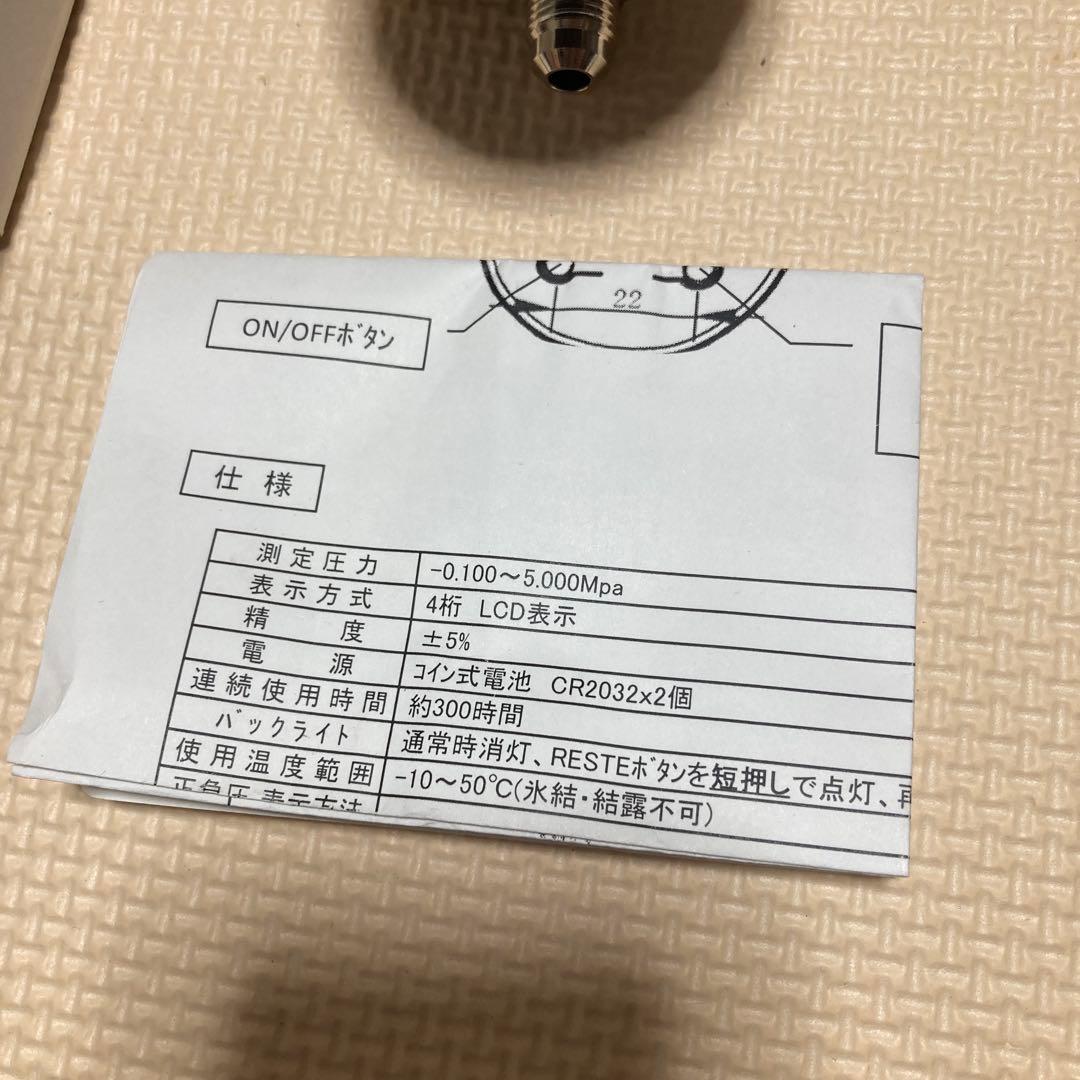 22
ON/OFFボタン
仕様
測定圧力 -0.100～5.000Mpa
表示方式 4桁 LCD表示
精度 ±5%
電源 コイン式電池 CR2032x2個
連続使用時間 約300時間
バックライト 通常時消灯、RESTEボタンを短押しで点灯、再
使用温度範囲 -10～50℃(氷結・結露不可)